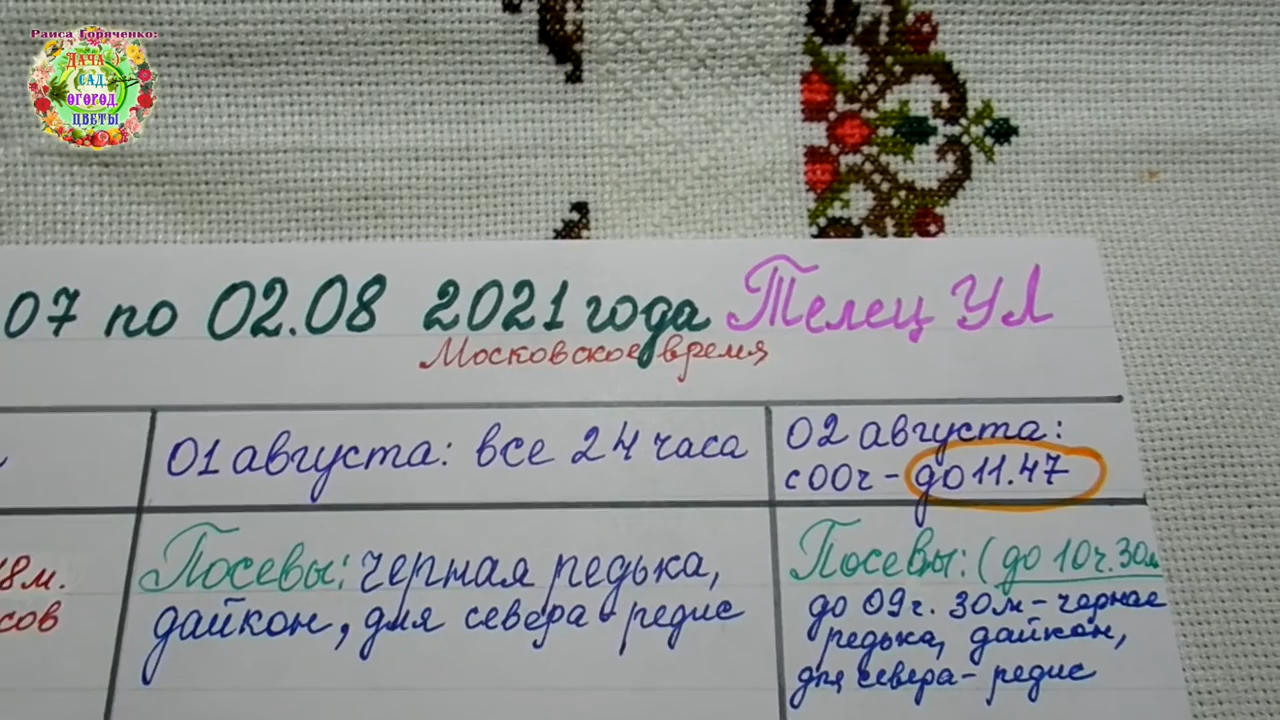 Раиса Горяченко:
Дача :)
сад,
огород,
цветы
07 по 02.08 2021 года Телец УЛ
Московское время
01 августа: все 24 часа
02 августа:
с 00ч - до 11.47
8м.
сов
Посевы: черная редька,
дайкон, для севера - редис
Посевы: (до 10ч.30м
до 09ч. 30м - черная
редька, дайкон,
для севера - редис